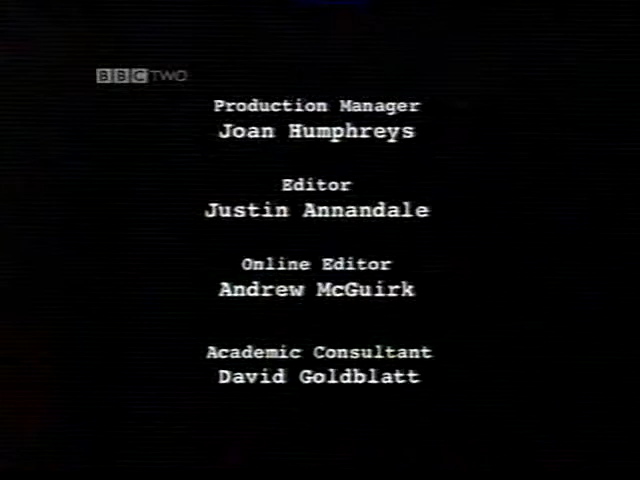 BBC TWO
Production Manager
Joan Humphreys
Editor
Justin Annandale
Online Editor
Andrew McGuirk
Academic Consultant
David Goldblatt